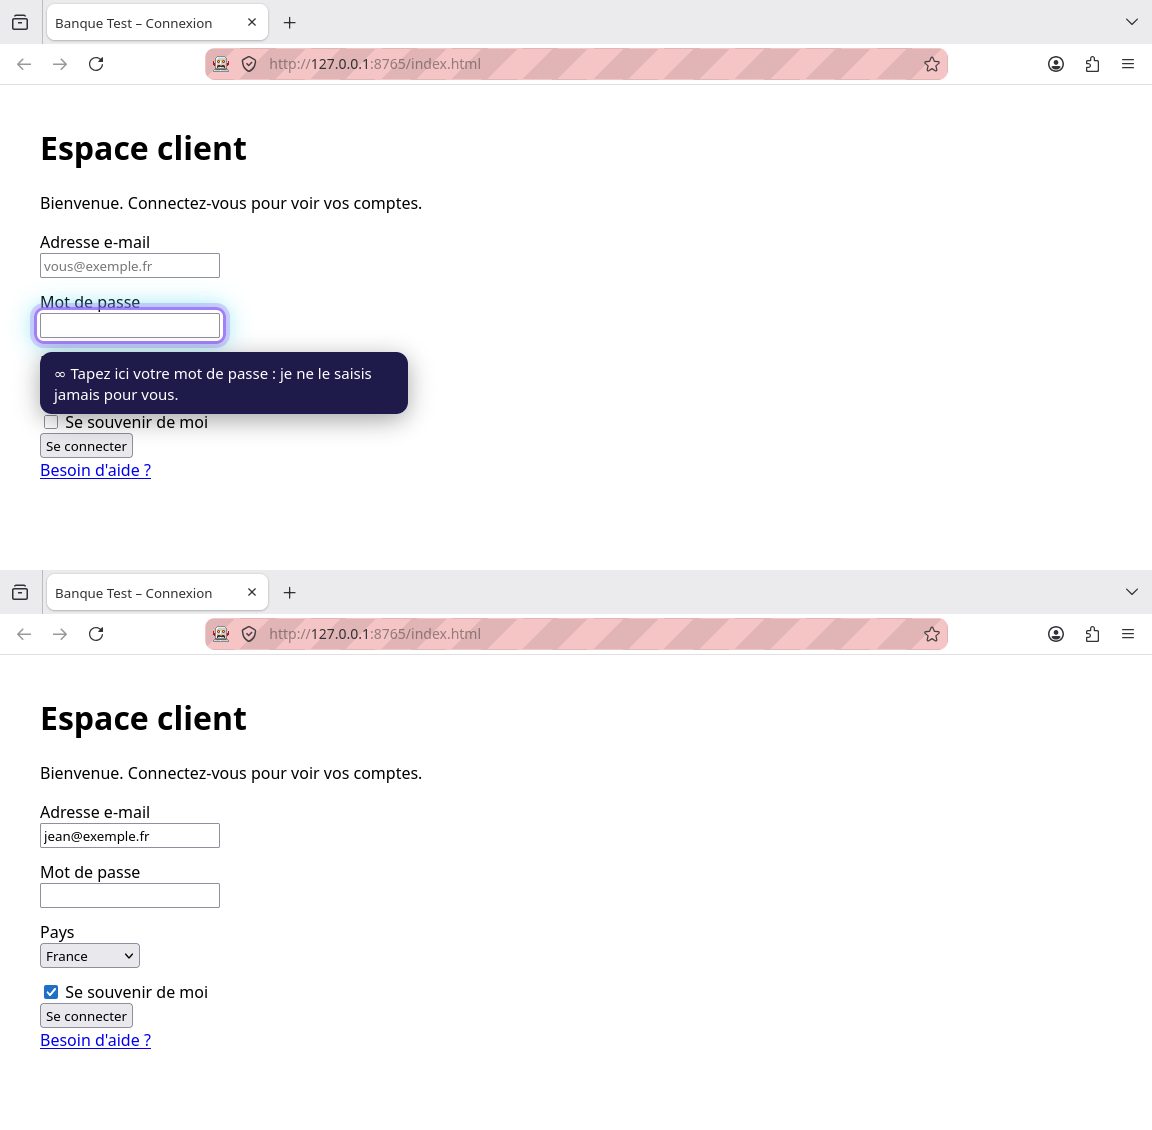 Banque Test – Connexion
http://127.0.0.1:8765/index.html
Espace client
Bienvenue. Connectez-vous pour voir vos comptes.
Adresse e-mail
vous@exemple.fr
Mot de passe
∞ Tapez ici votre mot de passe : je ne le saisis
jamais pour vous.
Se souvenir de moi
Se connecter
Besoin d'aide ?
Banque Test – Connexion
http://127.0.0.1:8765/index.html
Espace client
Bienvenue. Connectez-vous pour voir vos comptes.
Adresse e-mail
jean@exemple.fr
Mot de passe
Pays
France
Se souvenir de moi
Se connecter
Besoin d'aide ?